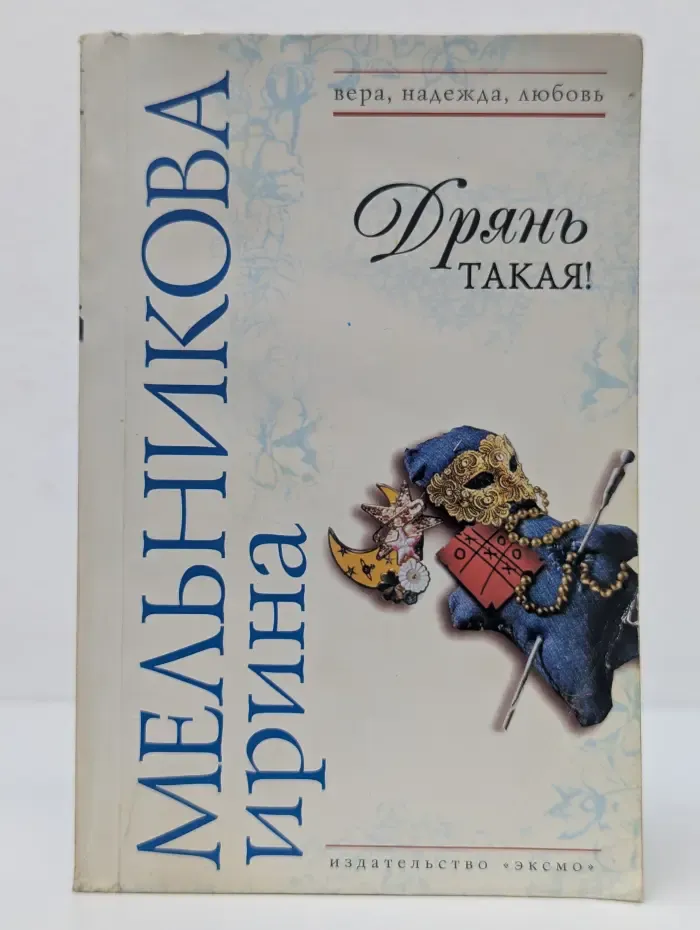 МЕЛЬНИКОВА
ИРИНА
вера, надежда, любовь
Дрянь
ТАКАЯ!
ИЗДАТЕЛЬСТВО «ЭКСМО»